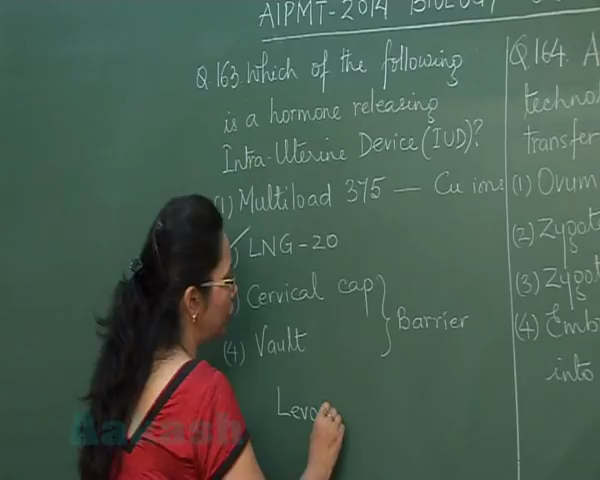 AIPMT-2014 BIOLOGY
Q.163. Which of the following
is a hormone releasing
Intra-Uterine Device (IUD)?
(1) Multiload 375 — Cu ions
LNG-20
Cervical cap
(4) Vault
} Barrier
Levo
Q.164. A
techno
transfer
(1) Ovum
(2) Zygot
(3) Zygot
(4) Emb
into
Aakash